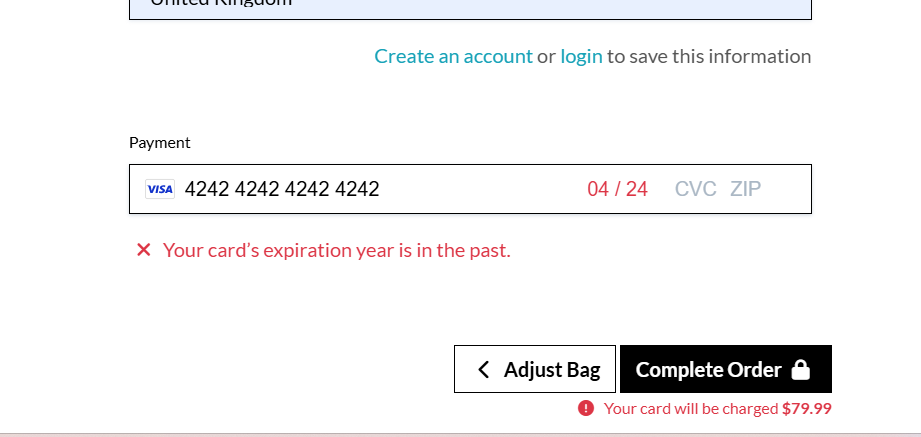 United Kingdom
Create an account or login to save this information
Payment
VISA 4242 4242 4242 4242 04 / 24 CVC ZIP
Your card's expiration year is in the past.
Adjust Bag Complete Order
Your card will be charged $79.99